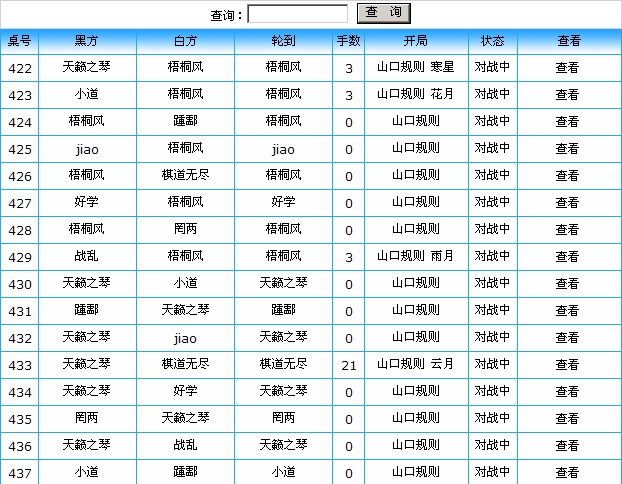 查询： 查 询
桌号 黑方 白方 轮到 手数 开局 状态 查看
422 天籁之琴 梧桐风 梧桐风 3 山口规则 寒星 对战中 查看
423 小道 梧桐风 梧桐风 3 山口规则 花月 对战中 查看
424 梧桐风 踵鄢 梧桐风 0 山口规则 对战中 查看
425 jiao 梧桐风 jiao 0 山口规则 对战中 查看
426 梧桐风 棋道无尽 梧桐风 0 山口规则 对战中 查看
427 好学 梧桐风 好学 0 山口规则 对战中 查看
428 梧桐风 罔两 梧桐风 0 山口规则 对战中 查看
429 战乱 梧桐风 梧桐风 3 山口规则 雨月 对战中 查看
430 天籁之琴 小道 天籁之琴 0 山口规则 对战中 查看
431 踵鄢 天籁之琴 踵鄢 0 山口规则 对战中 查看
432 天籁之琴 jiao 天籁之琴 0 山口规则 对战中 查看
433 天籁之琴 棋道无尽 棋道无尽 21 山口规则 云月 对战中 查看
434 天籁之琴 好学 天籁之琴 0 山口规则 对战中 查看
435 罔两 天籁之琴 罔两 0 山口规则 对战中 查看
436 天籁之琴 战乱 天籁之琴 0 山口规则 对战中 查看
437 小道 踵鄢 小道 0 山口规则 对战中 查看